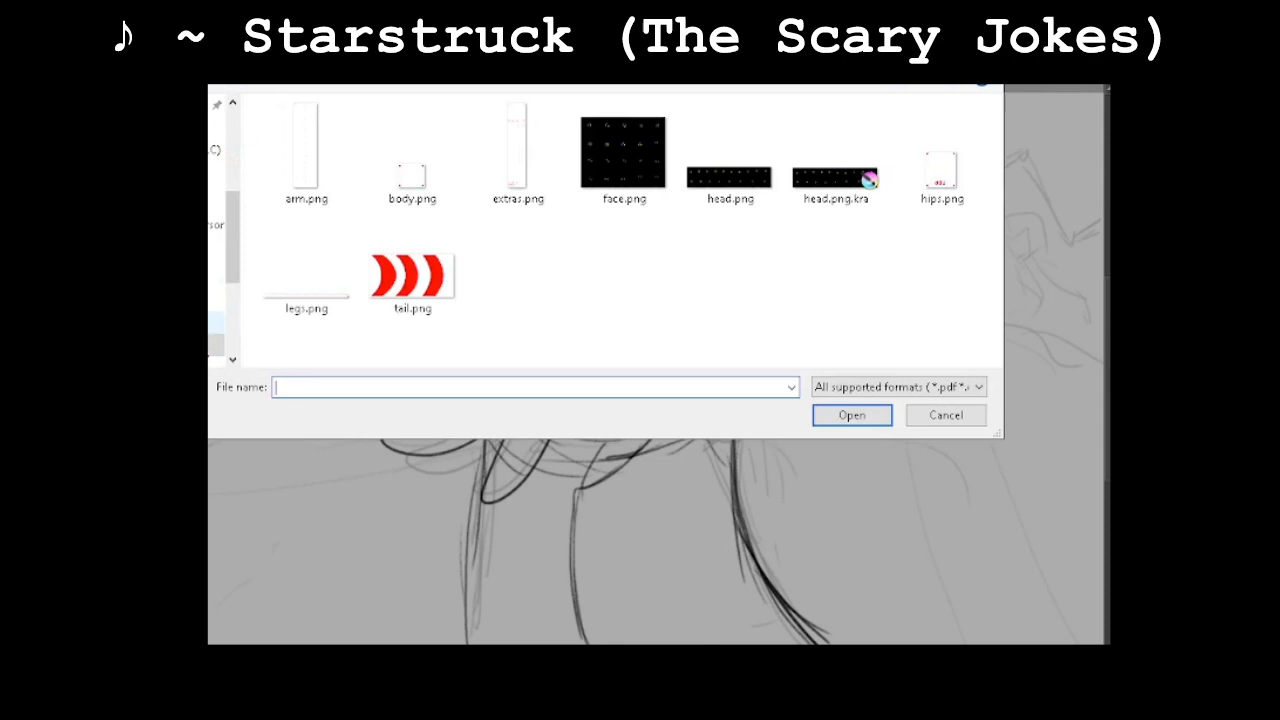 ♪ ~ Starstruck (The Scary Jokes)
C)
arm.png
body.png
extras.png
face.png
head.png
head.png.kra
hips.png
sor
legs.png
tail.png
File name:
All supported formats (*.pdf *.
Open
Cancel